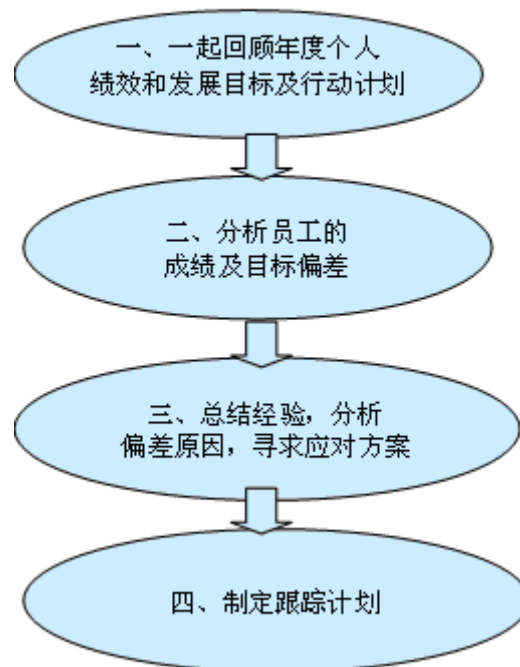 一、一起回顾年度个人
绩效和发展目标及行动计划
二、分析员工的
成绩及目标偏差
三、总结经验，分析
偏差原因，寻求应对方案
四、制定跟踪计划